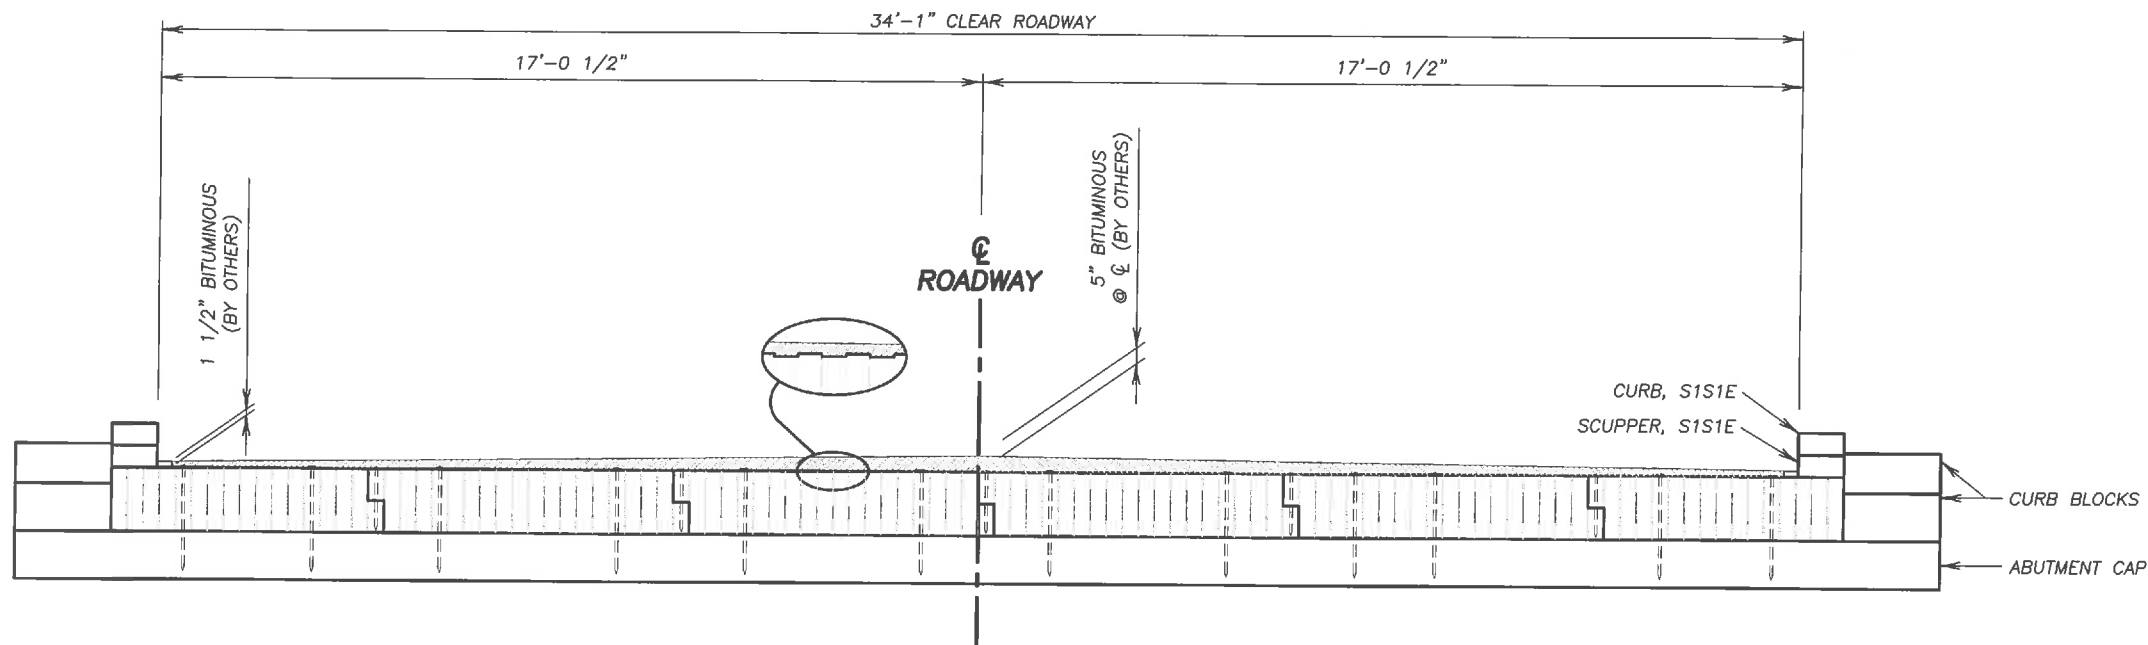 34'-1" CLEAR ROADWAY
17'-0 1/2"
17'-0 1/2"
1 1/2" BITUMINOUS
(BY OTHERS)
5" BITUMINOUS
@ ℄ (BY OTHERS)
℄
ROADWAY
CURB, S1S1E
SCUPPER, S1S1E
CURB BLOCKS
ABUTMENT CAP